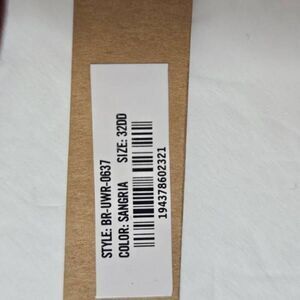 STYLE: BR-UWR-0637
COLOR: SANGRIA SIZE: 32DD
194378602321